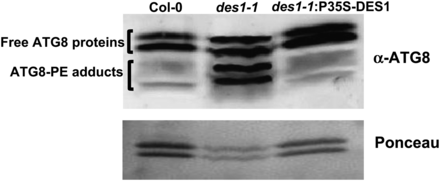 Col-0 des1-1 des1-1:P35S-DES1
Free ATG8 proteins
α-ATG8
ATG8-PE adducts
Ponceau